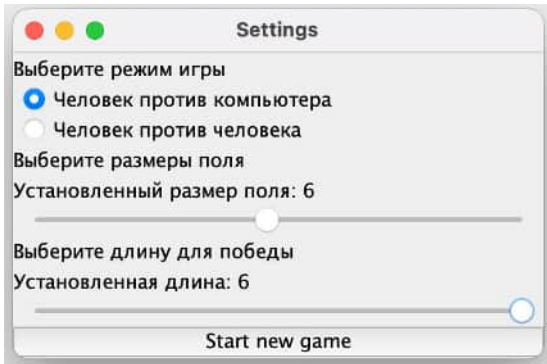 Settings
Выберите режим игры
Человек против компьютера
Человек против человека
Выберите размеры поля
Установленный размер поля: 6
Выберите длину для победы
Установленная длина: 6
Start new game